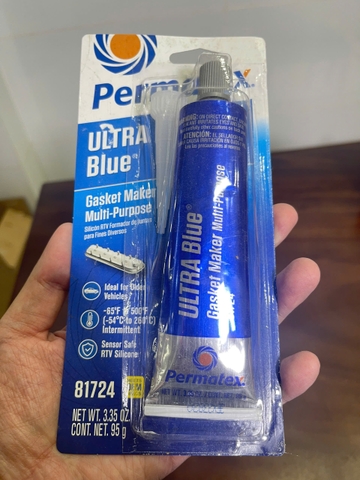 Permatex®
ULTRA
Blue®
Gasket Maker
Multi-Purpose
Silicón RTV Formador de Juntas
para Fines Diversos
Ideal for Older
Vehicles
-65°F to 500°F
(-54°C to 260°C)
Intermittent
Sensor Safe
RTV Silicone
81724
NET WT. 3.35 OZ.
CONT. NET. 95 g
ATENCIÓN:
ULTRA Blue®
Gasket Maker Multi-Purpose
Permatex®